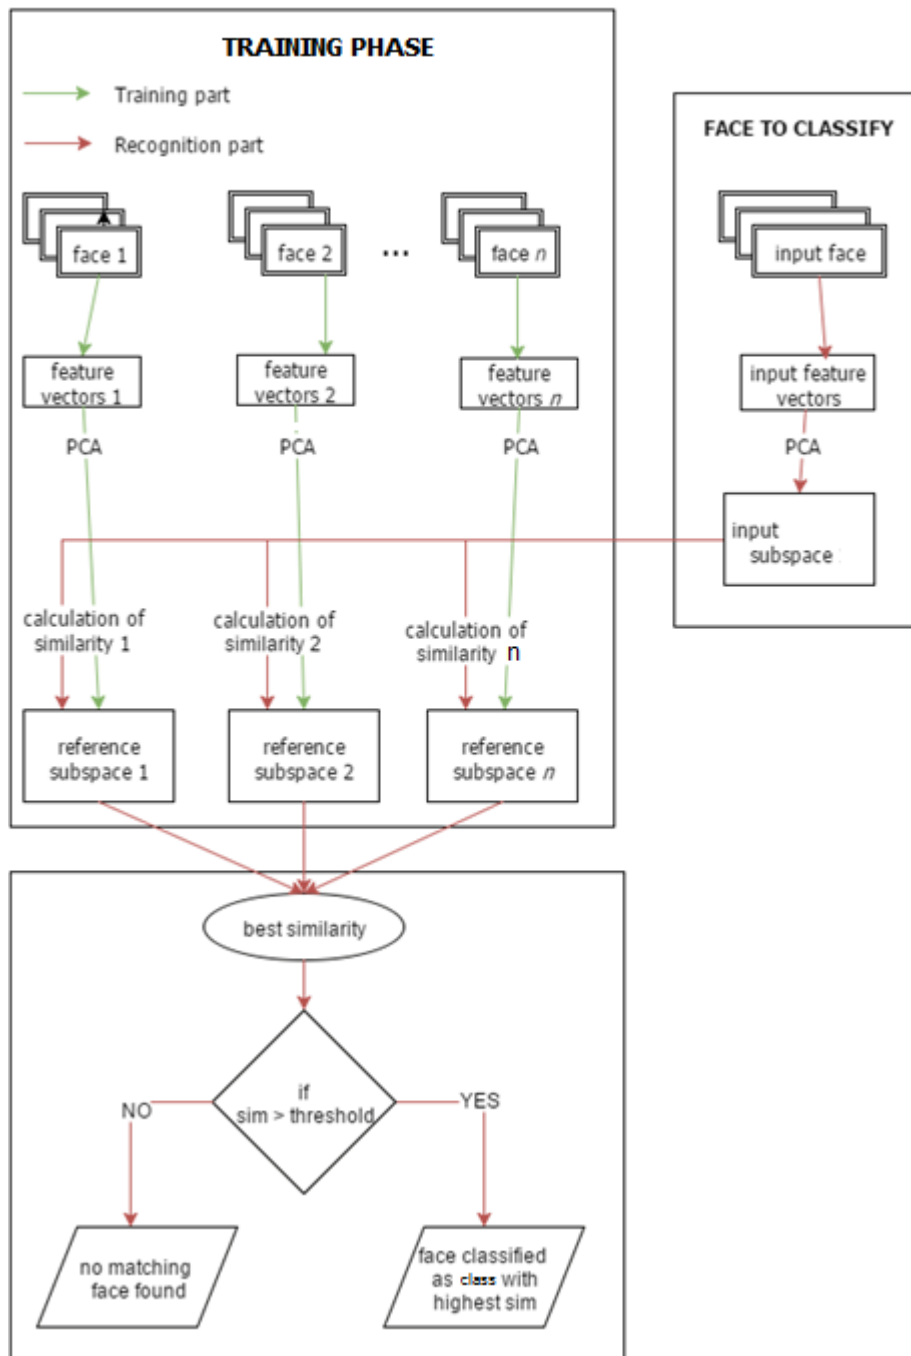 TRAINING PHASE
Training part
Recognition part
FACE TO CLASSIFY
face 1
face 2
...
face n
input face
feature
vectors 1
feature
vectors 2
feature
vectors n
input feature
vectors
PCA
PCA
PCA
PCA
input
subspace
calculation of
similarity 1
calculation of
similarity 2
calculation of
similarity n
reference
subspace 1
reference
subspace 2
reference
subspace n
best similarity
if
sim > threshold
NO
YES
no matching
face found
face classified
as class with
highest sim